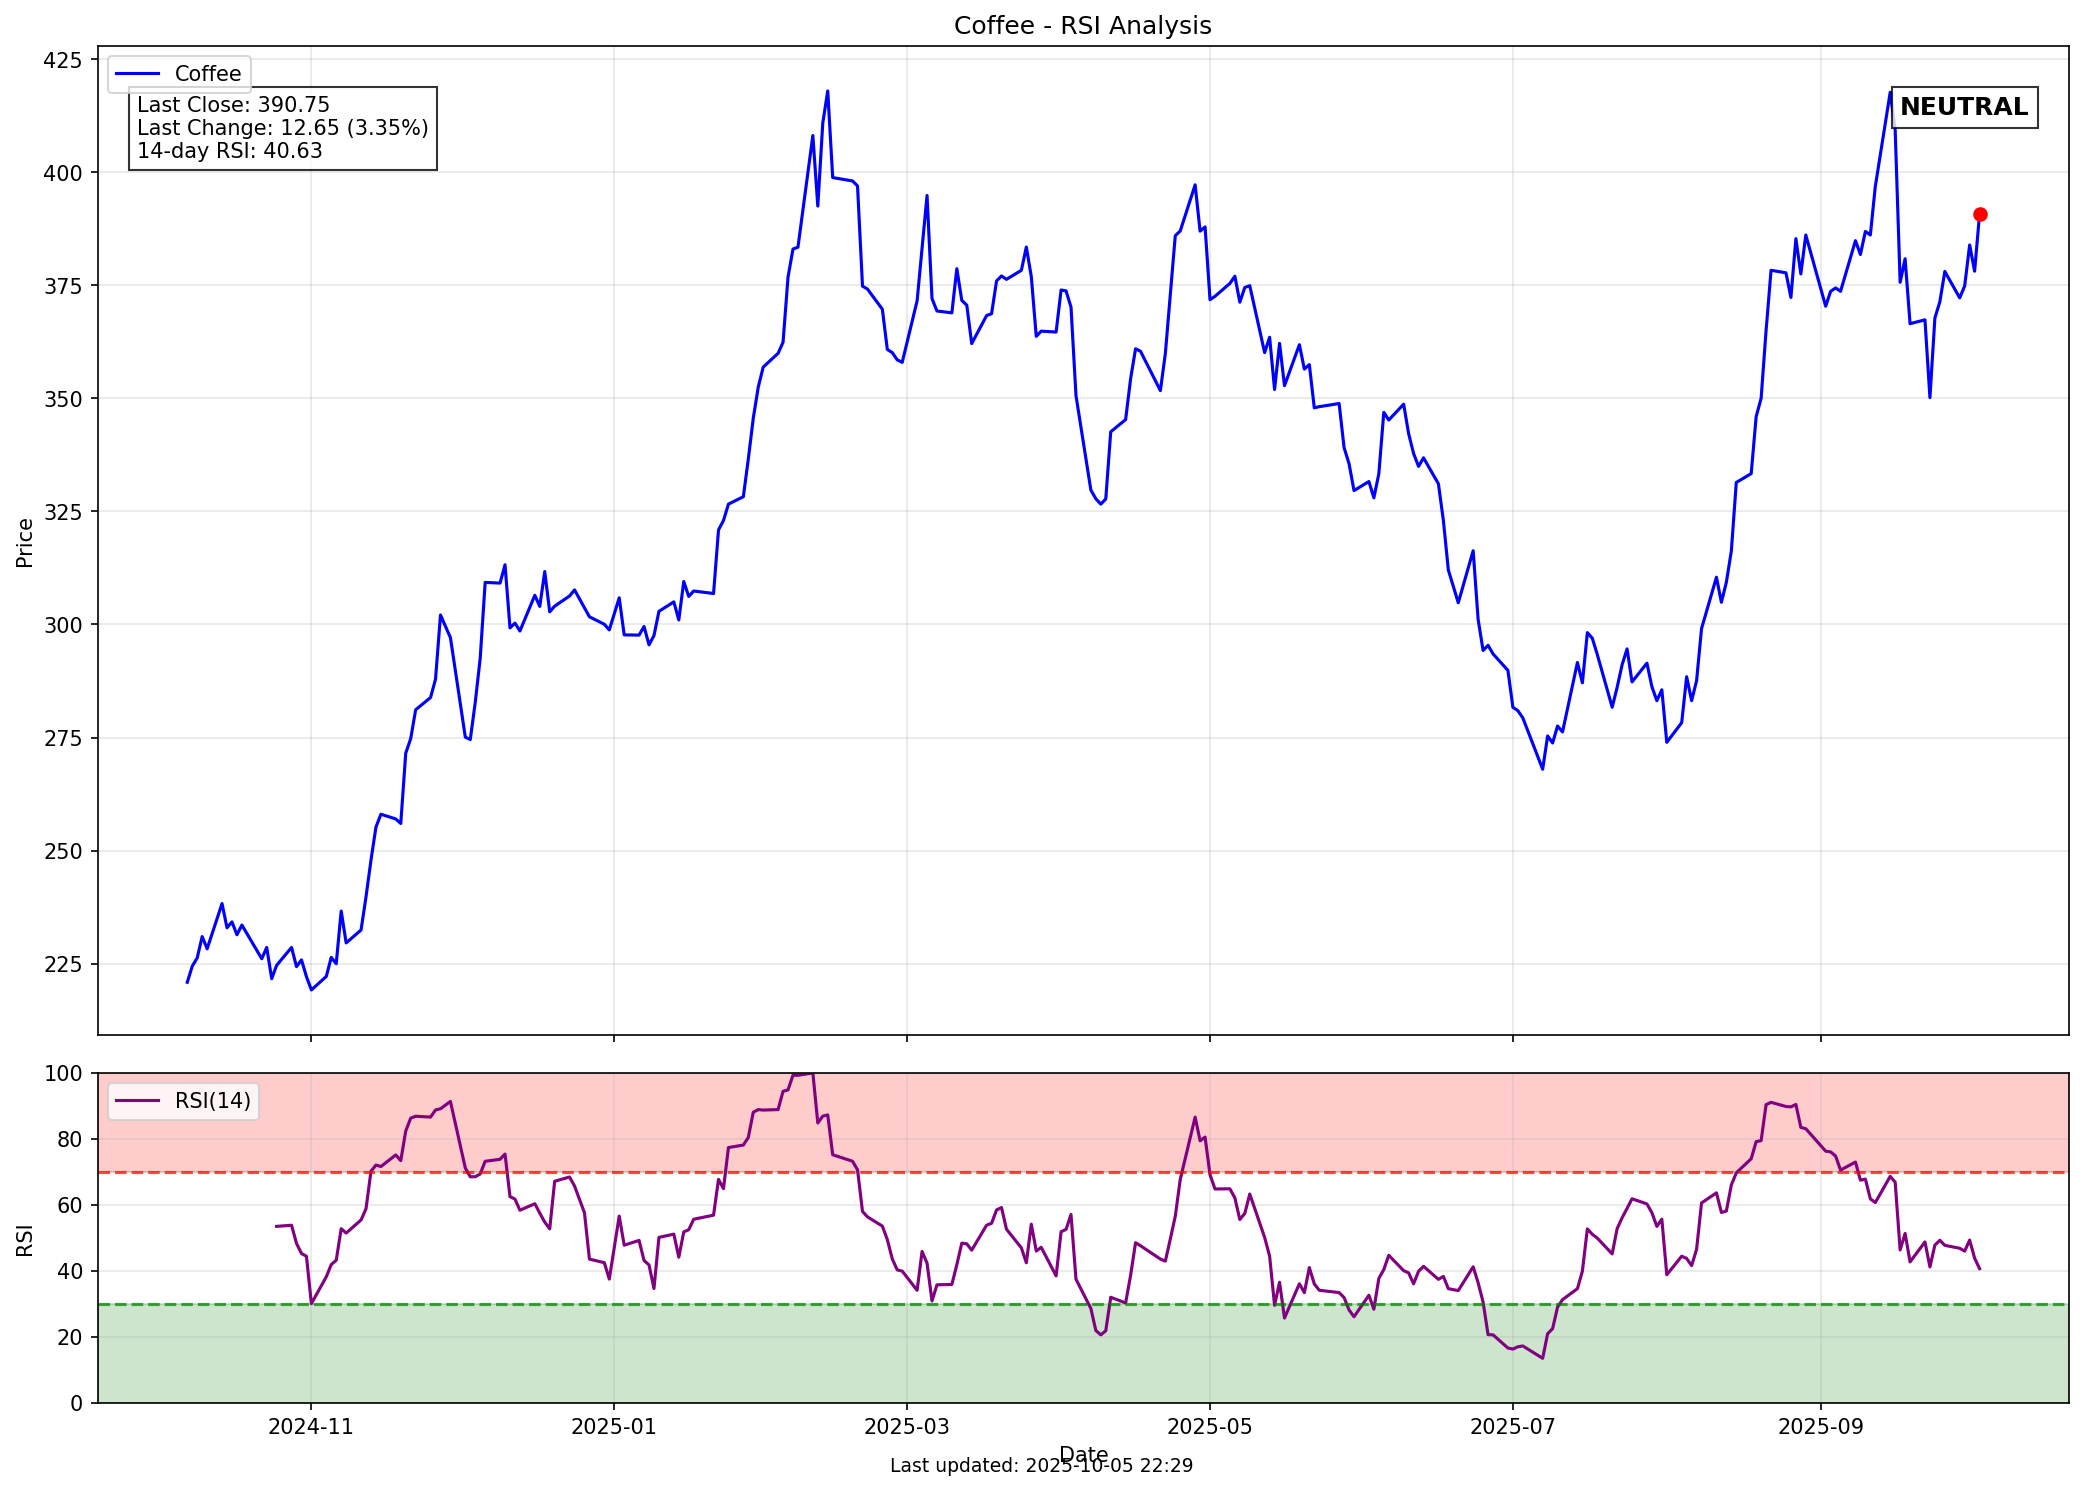 Coffee - RSI Analysis
425
400
375
350
325
300
275
250
225
Price
Coffee
Last Close: 390.75
Last Change: 12.65 (3.35%)
14-day RSI: 40.63
NEUTRAL
100
80
60
40
20
0
RSI
RSI(14)
2024-11
2025-01
2025-03
2025-05
2025-07
2025-09
Date
Last updated: 2025-10-05 22:29